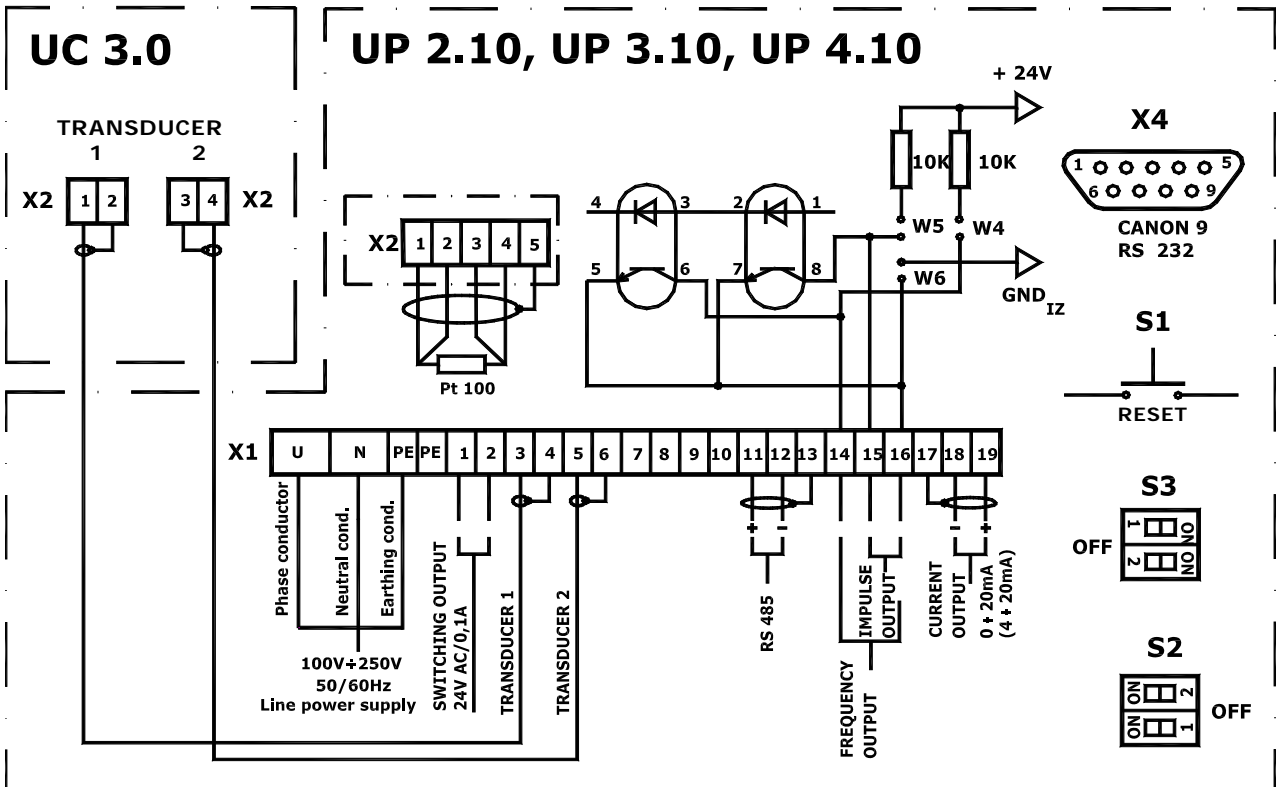 UC 3.0
UP 2.10, UP 3.10, UP 4.10
TRANSDUCER
1 2
X2 1 2 3 4 X2
X2 1 2 3 4 5
Pt 100
4 3 2 1
5 6 7 8
+ 24V
10K 10K
W5 W4
W6
GND IZ
X4
1 5
6 9
CANON 9
RS 232
S1
RESET
X1 U N PE PE 1 2 3 4 5 6 7 8 9 10 11 12 13 14 15 16 17 18 19
Phase conductor
Neutral cond.
Earthing cond.
100V÷250V
50/60Hz
Line power supply
SWITCHING OUTPUT
24V AC/0,1A
TRANSDUCER 1
TRANSDUCER 2
+ -
RS 485
FREQUENCY
OUTPUT
IMPULSE
OUTPUT
- +
CURRENT
OUTPUT
0÷20mA
(4÷20mA)
S3
OFF
1 ON
2 ON
S2
ON 2
ON 1
OFF